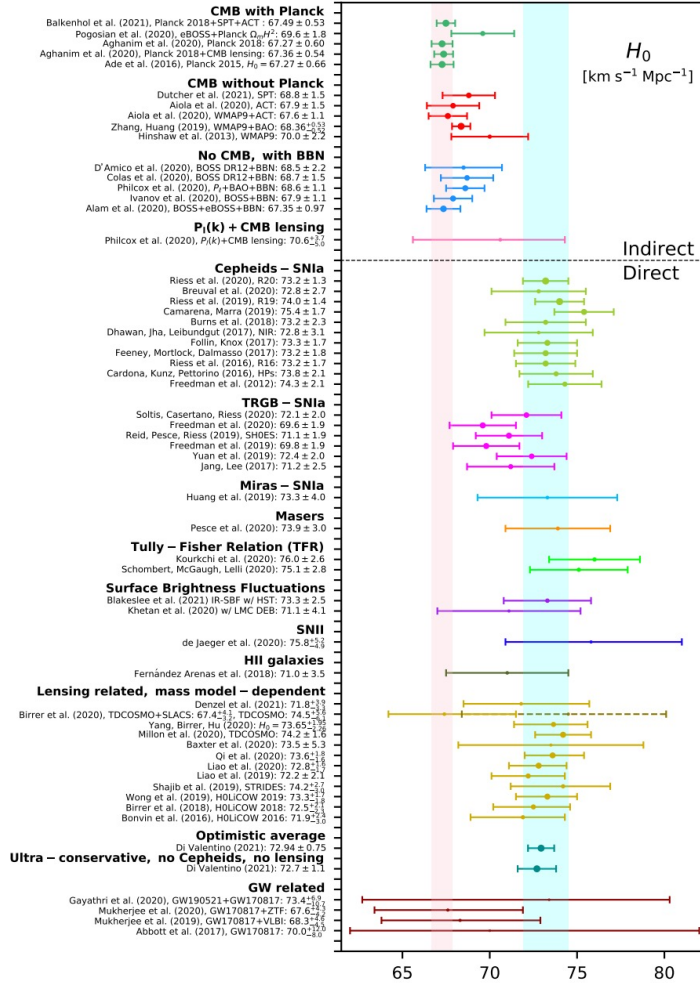 CMB with Planck
Balkenhol et al. (2021), Planck 2018+SPT+ACT : 67.49 ± 0.53
Pogosian et al. (2020), eBOSS+Planck ΩₘH²: 69.6 ± 1.8
Aghanim et al. (2020), Planck 2018: 67.27 ± 0.60
Aghanim et al. (2020), Planck 2018+CMB lensing: 67.36 ± 0.54
Ade et al. (2016), Planck 2015, H₀ = 67.27 ± 0.66
CMB without Planck
Dutcher et al. (2021), SPT: 68.8 ± 1.5
Aiola et al. (2020), ACT: 67.9 ± 1.5
Aiola et al. (2020), WMAP9+ACT: 67.6 ± 1.1
Zhang, Huang (2019), WMAP9+BAO: 68.36 +0.53 −0.52
Hinshaw et al. (2013), WMAP9: 70.0 ± 2.2
No CMB, with BBN
D'Amico et al. (2020), BOSS DR12+BBN: 68.5 ± 2.2
Colas et al. (2020), BOSS DR12+BBN: 68.7 ± 1.5
Philcox et al. (2020), Pₗ+BAO+BBN: 68.6 ± 1.1
Ivanov et al. (2020), BOSS+BBN: 67.9 ± 1.1
Alam et al. (2020), BOSS+eBOSS+BBN: 67.35 ± 0.97
Pₗ(k) + CMB lensing
Philcox et al. (2020), Pₗ(k)+CMB lensing: 70.6 +3.7 −5.0
Cepheids − SNIa
Riess et al. (2020), R20: 73.2 ± 1.3
Breuval et al. (2020): 72.8 ± 2.7
Riess et al. (2019), R19: 74.0 ± 1.4
Camarena, Marra (2019): 75.4 ± 1.7
Burns et al. (2018): 73.2 ± 2.3
Dhawan, Jha, Leibundgut (2017), NIR: 72.8 ± 3.1
Follin, Knox (2017): 73.3 ± 1.7
Feeney, Mortlock, Dalmasso (2017): 73.2 ± 1.8
Riess et al. (2016), R16: 73.2 ± 1.7
Cardona, Kunz, Pettorino (2016), HPs: 73.8 ± 2.1
Freedman et al. (2012): 74.3 ± 2.1
TRGB − SNIa
Soltis, Casertano, Riess (2020): 72.1 ± 2.0
Freedman et al. (2020): 69.6 ± 1.9
Reid, Pesce, Riess (2019), SH0ES: 71.1 ± 1.9
Freedman et al. (2019): 69.8 ± 1.9
Yuan et al. (2019): 72.4 ± 2.0
Jang, Lee (2017): 71.2 ± 2.5
Miras − SNIa
Huang et al. (2019): 73.3 ± 4.0
Masers
Pesce et al. (2020): 73.9 ± 3.0
Tully − Fisher Relation (TFR)
Kourkchi et al. (2020): 76.0 ± 2.6
Schombert, McGaugh, Lelli (2020): 75.1 ± 2.8
Surface Brightness Fluctuations
Blakeslee et al. (2021) IR-SBF w/ HST: 73.3 ± 2.5
Khetan et al. (2020) w/ LMC DEB: 71.1 ± 4.1
SNII
de Jaeger et al. (2020): 75.8 +5.2 −4.9
HII galaxies
Fernández Arenas et al. (2018): 71.0 ± 3.5
Lensing related, mass model − dependent
Denzel et al. (2021): 71.8 +3.9
Birrer et al. (2020), TDCOSMO+SLACS: 67.4 +4.1, TDCOSMO: 74.5 +5.6
Yang, Birrer, Hu (2020): H₀ = 73.65 +1.95
Millon et al. (2020), TDCOSMO: 74.2 ± 1.6
Baxter et al. (2020): 73.5 ± 5.3
Qi et al. (2020): 73.6 +1.8
Liao et al. (2020): 72.8
Liao et al. (2019): 72.2 ± 2.1
Shajib et al. (2019), STRIDES: 74.2 +2.7
Wong et al. (2019), H0LiCOW 2019: 73.3 +1.7
Birrer et al. (2018), H0LiCOW 2018: 72.5
Bonvin et al. (2016), H0LiCOW 2016: 71.9 +2.4 −3.0
Optimistic average
Di Valentino (2021): 72.94 ± 0.75
Ultra − conservative, no Cepheids, no lensing
Di Valentino (2021): 72.7 ± 1.1
GW related
Gayathri et al. (2020), GW190521+GW170817: 73.4 +6.9 −10.7
Mukherjee et al. (2020), GW170817+ZTF: 67.6 +4.3
Mukherjee et al. (2019), GW170817+VLBI: 68.3 +4.6
Abbott et al. (2017), GW170817: 70.0 +12.0 −8.0
H₀
[km s⁻¹ Mpc⁻¹]
Indirect
Direct
65 70 75 80